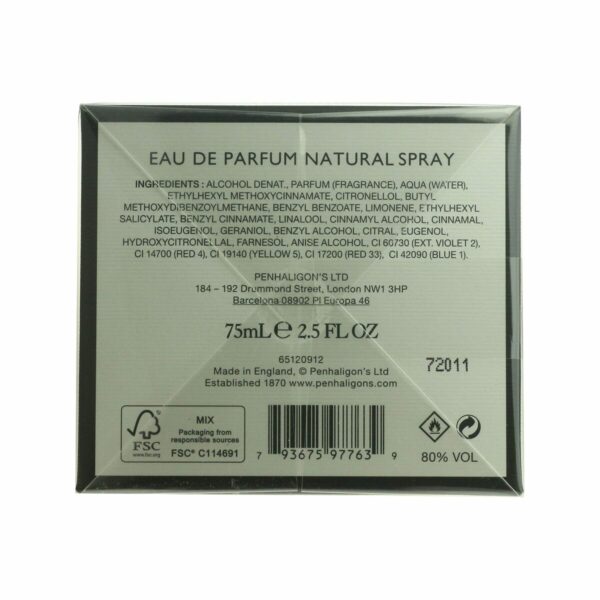 EAU DE PARFUM NATURAL SPRAY
INGREDIENTS : ALCOHOL DENAT., PARFUM (FRAGRANCE), AQUA (WATER),
ETHYLHEXYL METHOXYCINNAMATE, CITRONELLOL, BUTYL
METHOXYDIBENZOYLMETHANE, BENZYL BENZOATE, LIMONENE, ETHYLHEXYL
SALICYLATE, BENZYL CINNAMATE, LINALOOL, CINNAMYL ALCOHOL, CINNAMAL,
ISOEUGENOL, GERANIOL, BENZYL ALCOHOL, CITRAL, EUGENOL,
HYDROXYCITRONELLAL, FARNESOL, ANISE ALCOHOL, CI 60730 (EXT. VIOLET 2),
CI 14700 (RED 4), CI 19140 (YELLOW 5), CI 17200 (RED 33), CI 42090 (BLUE 1).
PENHALIGON'S LTD
184 – 192 Drummond Street, London NW1 3HP
Barcelona 08902 Pl Europa 46
75mL℮ 2.5 FL OZ
65120912
Made in England, © Penhaligon's Ltd
Established 1870 www.penhaligons.com
72011
FSC
www.fsc.org
MIX
Packaging from
responsible sources
FSC® C114691
7 93675 97763 9
80% VOL